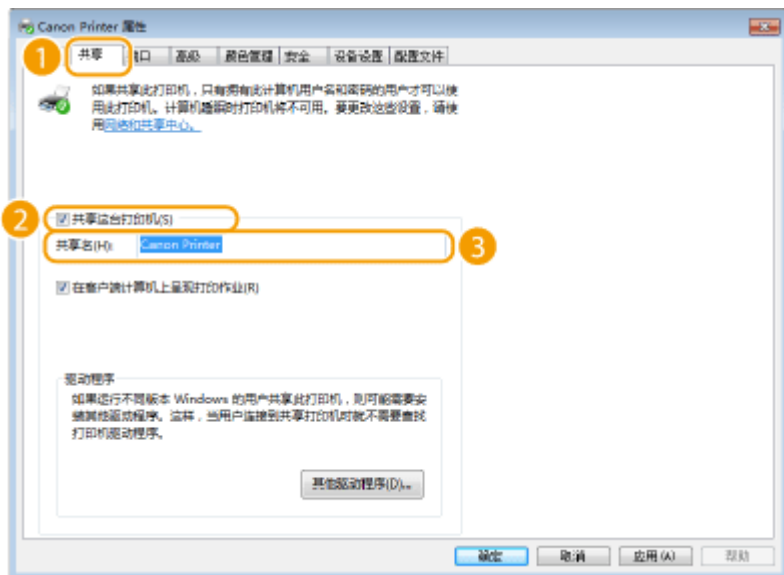 Canon Printer 属性
1
共享 端口 高级 颜色管理 安全 设备设置 配置文件
如果共享此打印机，只有拥有此计算机用户名和密码的用户才可以使
用此打印机。计算机睡眠时打印机将不可用。要更改这些设置，请使
用网络和共享中心。
2
共享这台打印机(S)
共享名(H): Canon Printer
3
在客户端计算机上呈现打印作业(R)
驱动程序
如果运行不同版本 Windows 的用户共享此打印机，则可能需要安
装其他驱动程序。这样，当用户连接到共享打印机时就不需要查找
打印机驱动程序。
其他驱动程序(D)...
确定 取消 应用(A) 帮助